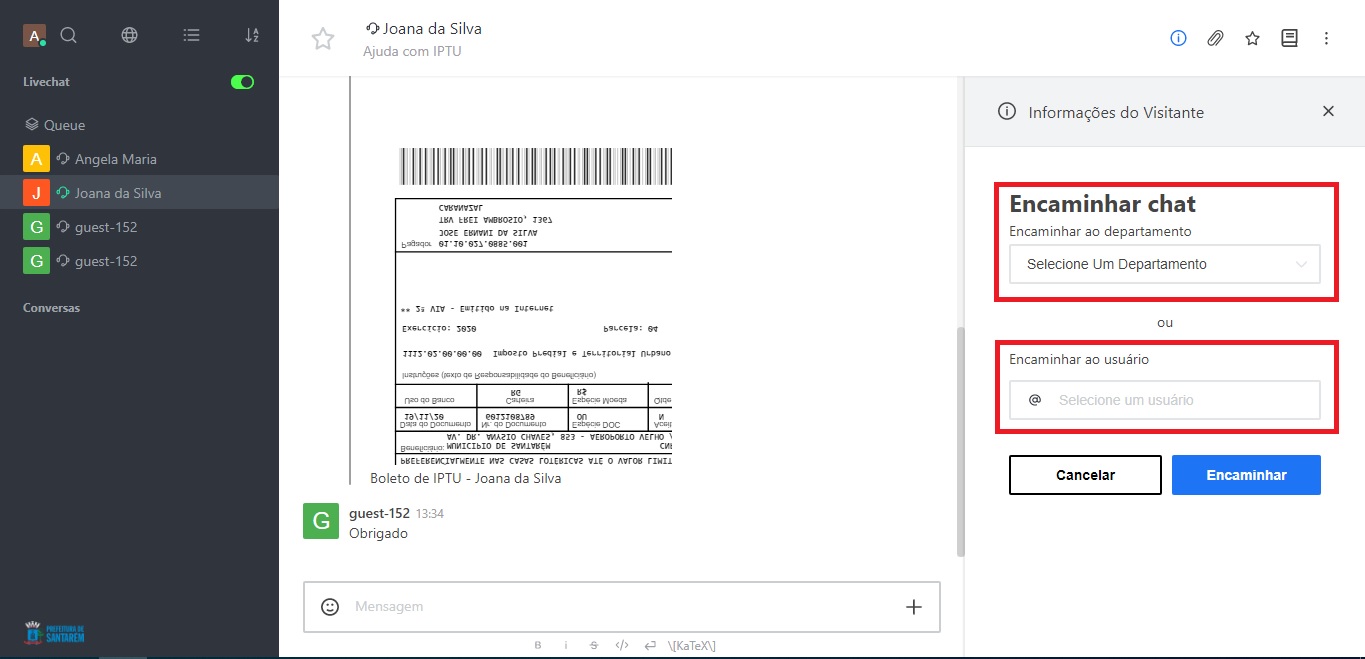 A
Livechat
Queue
A Angela Maria
J Joana da Silva
G guest-152
G guest-152
Conversas
PREFEITURA DE
SANTARÉM
Joana da Silva
Ajuda com IPTU
CARANAZAL
TRV FREI AMBROSIO, 1367
JOSE ERNANI DA SILVA
Pagador 01.10.027.0885.001
** 2ª VIA - Emitido na Internet
Exercício: 2020 Parcela: 04
1112.02.00.00.00 Imposto Predial e Territorial Urbano
Instruções (texto de Responsabilidade do Beneficiário)
RG R$
Uso do Banco Carteira Espécie Moeda Qtde
19/11/20 6012108789 OU N
Data do Documento Nr. do Documento Espécie DOC Aceit
AV. DR. ANYSIO CHAVES, 853 - AEROPORTO VELHO /
Beneficiário: MUNICIPIO DE SANTARÉM
PREFERENCIALMENTE NAS CASAS LOTÉRICAS ATÉ O VALOR LIMIT
Boleto de IPTU - Joana da Silva
G guest-152 13:34
Obrigado
Mensagem
B i S </> \[KaTeX\]
Informações do Visitante
Encaminhar chat
Encaminhar ao departamento
Selecione Um Departamento
ou
Encaminhar ao usuário
@ Selecione um usuário
Cancelar Encaminhar